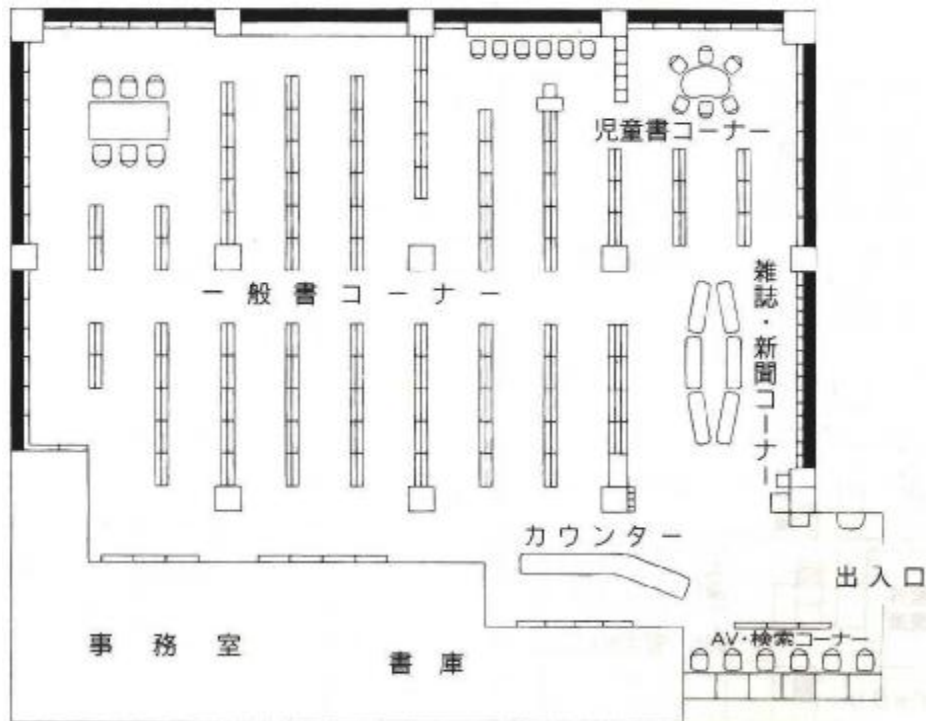 児童書コーナー
一般書コーナー
雑誌・新聞コーナー
カウンター
出入口
AV・検索コーナー
事務室
書庫